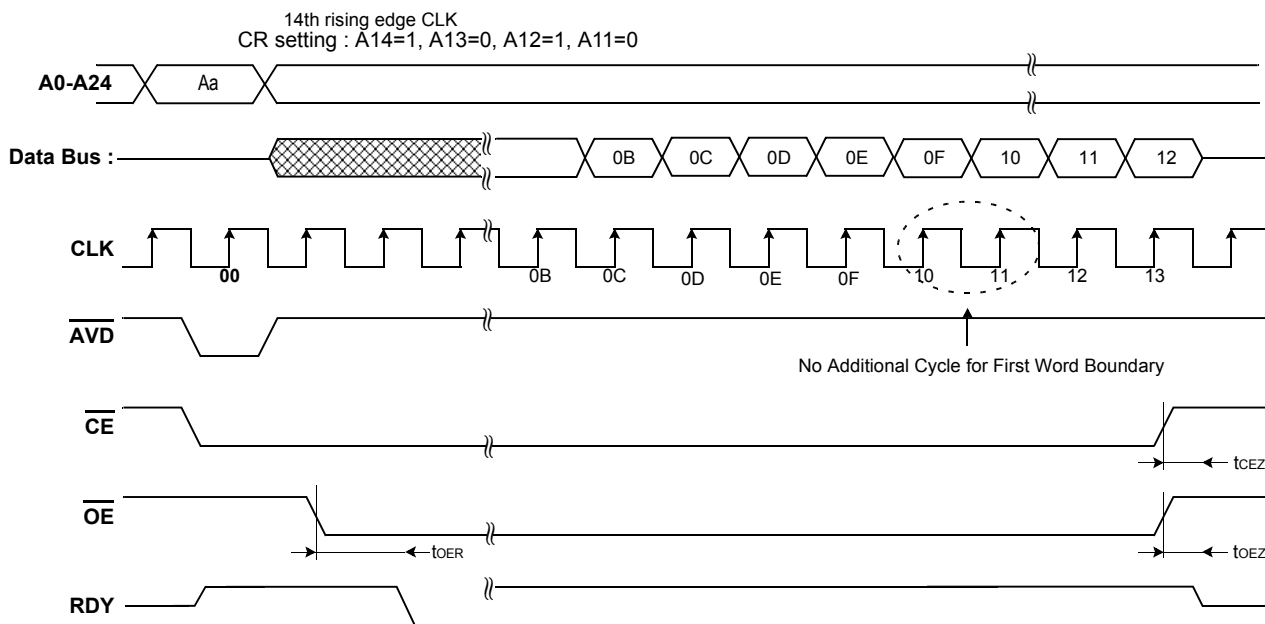 14th rising edge CLK
CR setting : A14=1, A13=0, A12=1, A11=0
A0-A24 Aa
Data Bus : 0B 0C 0D 0E 0F 10 11 12
CLK
00 0B 0C 0D 0E 0F 10 11 12 13
AVD
No Additional Cycle for First Word Boundary
CE
tCEZ
OE
tOER tOEZ
RDY